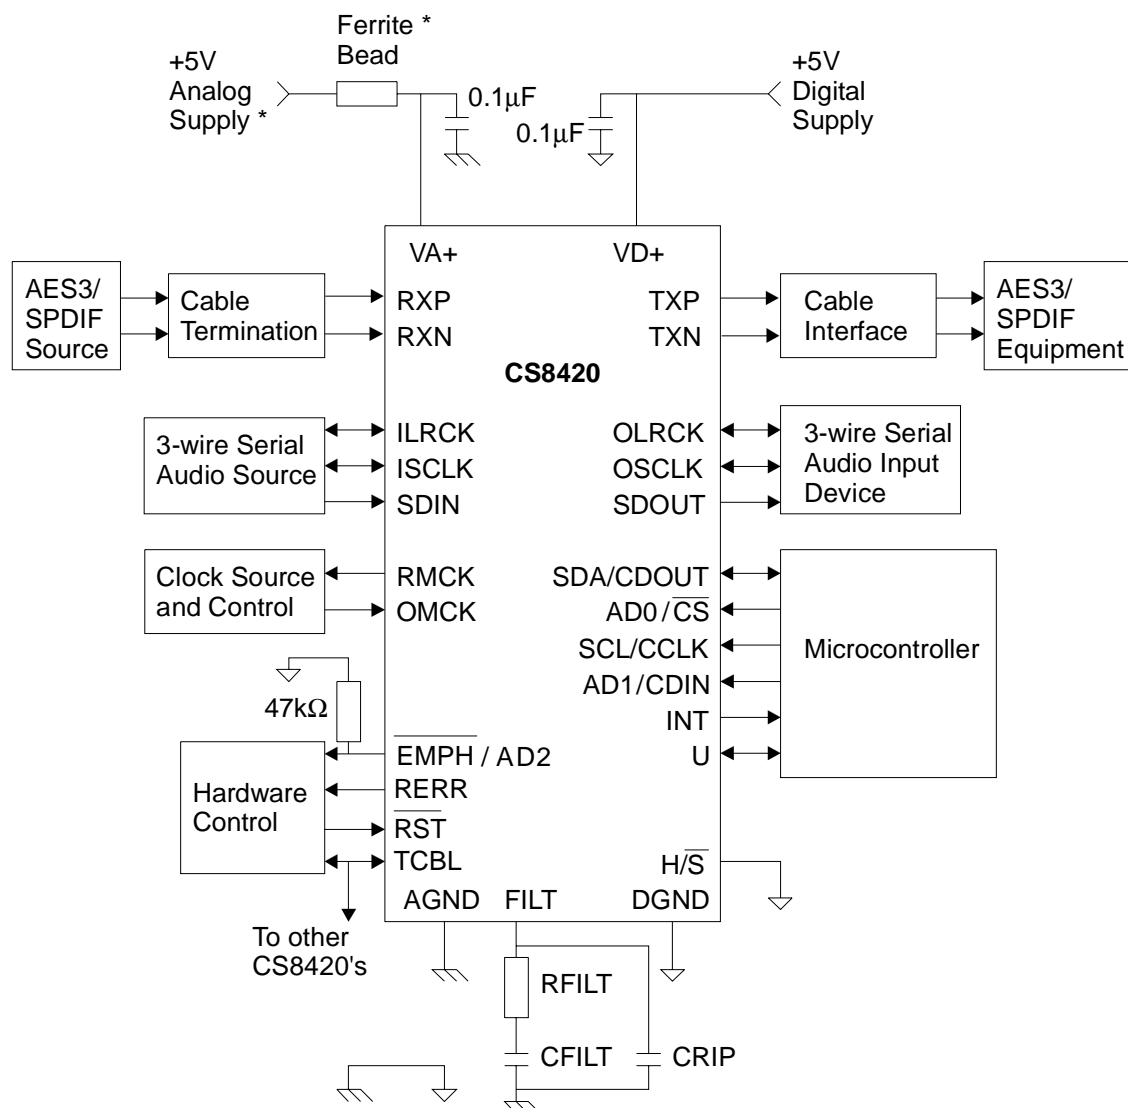 Ferrite *
Bead
+5V
Analog
Supply *
0.1μF
0.1μF
+5V
Digital
Supply
VA+
VD+
AES3/
SPDIF
Source
Cable
Termination
RXP
RXN
TXP
TXN
Cable
Interface
AES3/
SPDIF
Equipment
CS8420
3-wire Serial
Audio Source
ILRCK
ISCLK
SDIN
OLRCK
OSCLK
SDOUT
3-wire Serial
Audio Input
Device
Clock Source
and Control
RMCK
OMCK
SDA/CDOUT
AD0/C̅S̅
SCL/CCLK
AD1/CDIN
INT
U
Microcontroller
47kΩ
Hardware
Control
E̅M̅P̅H̅ / AD2
RERR
R̅S̅T̅
TCBL
H/S̅
AGND
FILT
DGND
To other
CS8420's
RFILT
CFILT
CRIP